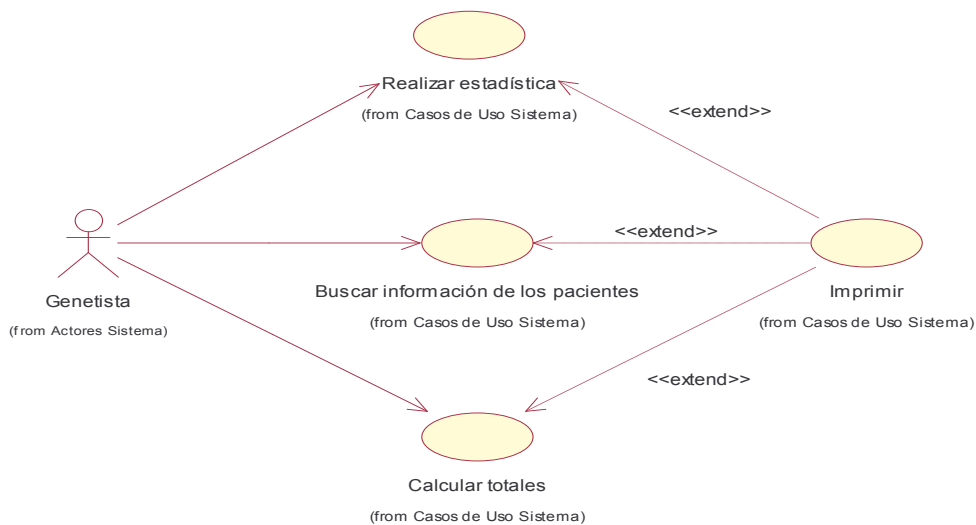 Realizar estadística
(from Casos de Uso Sistema)
<<extend>>
<<extend>>
Genetista
(from Actores Sistema)
Buscar información de los pacientes
(from Casos de Uso Sistema)
Imprimir
(from Casos de Uso Sistema)
<<extend>>
Calcular totales
(from Casos de Uso Sistema)